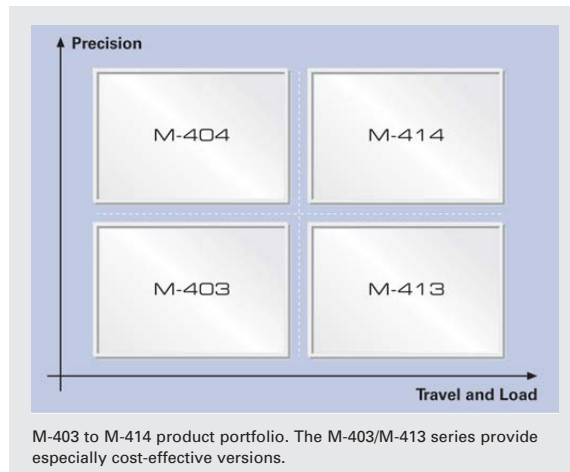 Precision
M-404
M-414
M-403
M-413
Travel and Load
M-403 to M-414 product portfolio. The M-403/M-413 series provide
especially cost-effective versions.